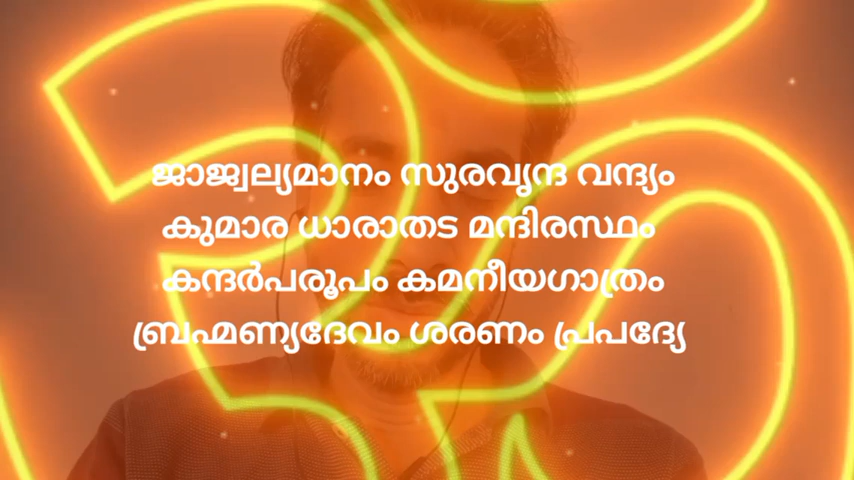 ജാജ്വല്യമാനം സുരവൃന്ദ വന്ദ്യം
കുമാര ധാരാതട മന്ദിരസ്ഥം
കന്ദർപരൂപം കമനീയഗാത്രം
ബ്രഹ്മണ്യദേവം ശരണം പ്രപദ്യേ